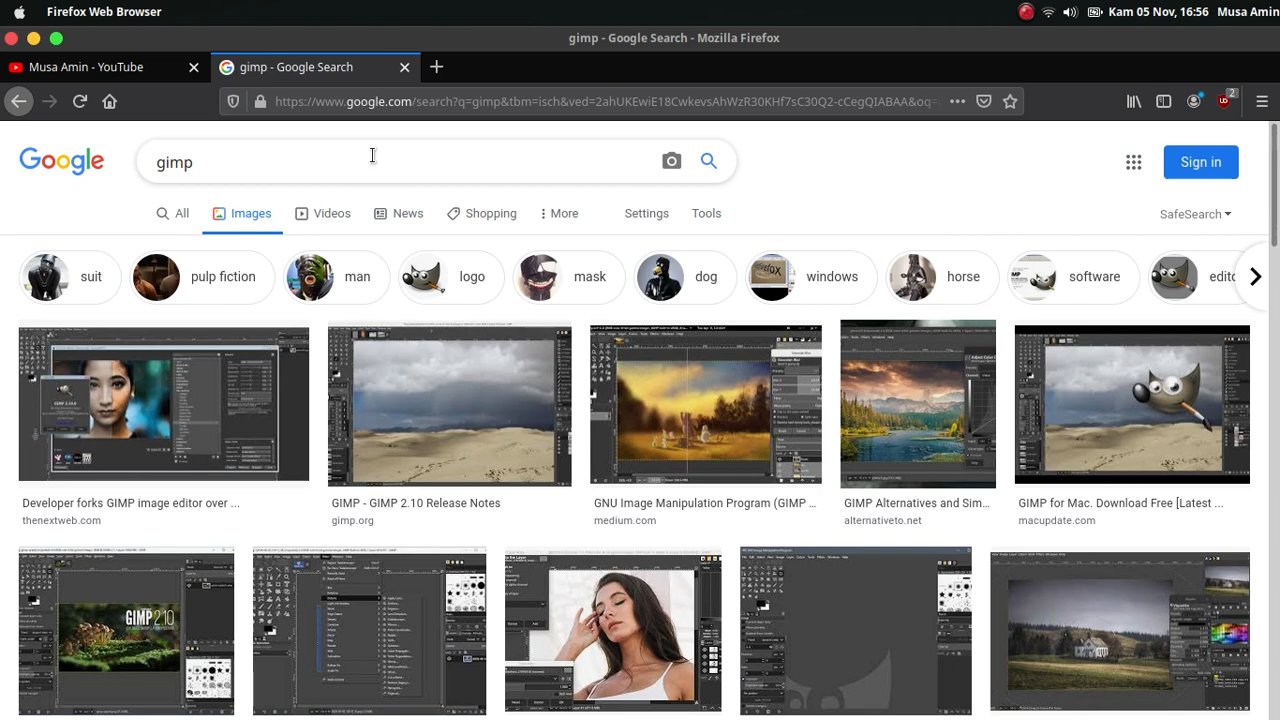 Firefox Web Browser
Kam 05 Nov, 16:56 Musa Amin
gimp - Google Search - Mozilla Firefox
Musa Amin - YouTube
gimp - Google Search
https://www.google.com/search?q=gimp&tbm=isch&ved=2ahUKEwiE18CwkevsAhWzR30KHf7sC30Q2-cCegQIABAA&oq=
2
Google
gimp
Sign in
All Images Videos News Shopping More Settings Tools SafeSearch
suit pulp fiction man logo mask dog windows horse software edito
Developer forks GIMP image editor over ...
thenextweb.com
GIMP - GIMP 2.10 Release Notes
gimp.org
GNU Image Manipulation Program (GIMP ...
medium.com
GIMP Alternatives and Sim...
alternativeto.net
GIMP for Mac. Download Free [Latest ...
macupdate.com